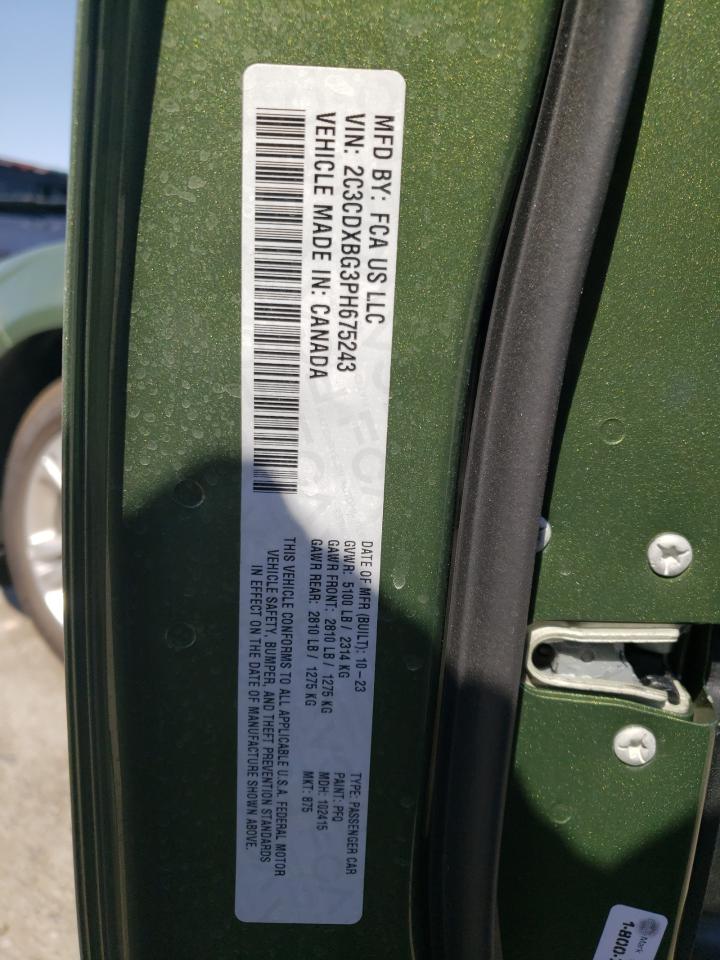 MFD BY: FCA US LLC
VIN: 2C3CDXBG3PH675243
VEHICLE MADE IN: CANADA
DATE OF MFR (BUILT): 10-23
GVWR: 5100 LB / 2314 KG
GAWR FRONT: 2810 LB / 1275 KG
GAWR REAR: 2810 LB / 1275 KG
THIS VEHICLE CONFORMS TO ALL APPLICABLE U.S.A. FEDERAL MOTOR
VEHICLE SAFETY, BUMPER, AND THEFT PREVENTION STANDARDS
IN EFFECT ON THE DATE OF MANUFACTURE SHOWN ABOVE.
TYPE: PASSENGER CAR
PAINT: PFQ
MDH: 102415
MKT: 875
Mark
1-800-